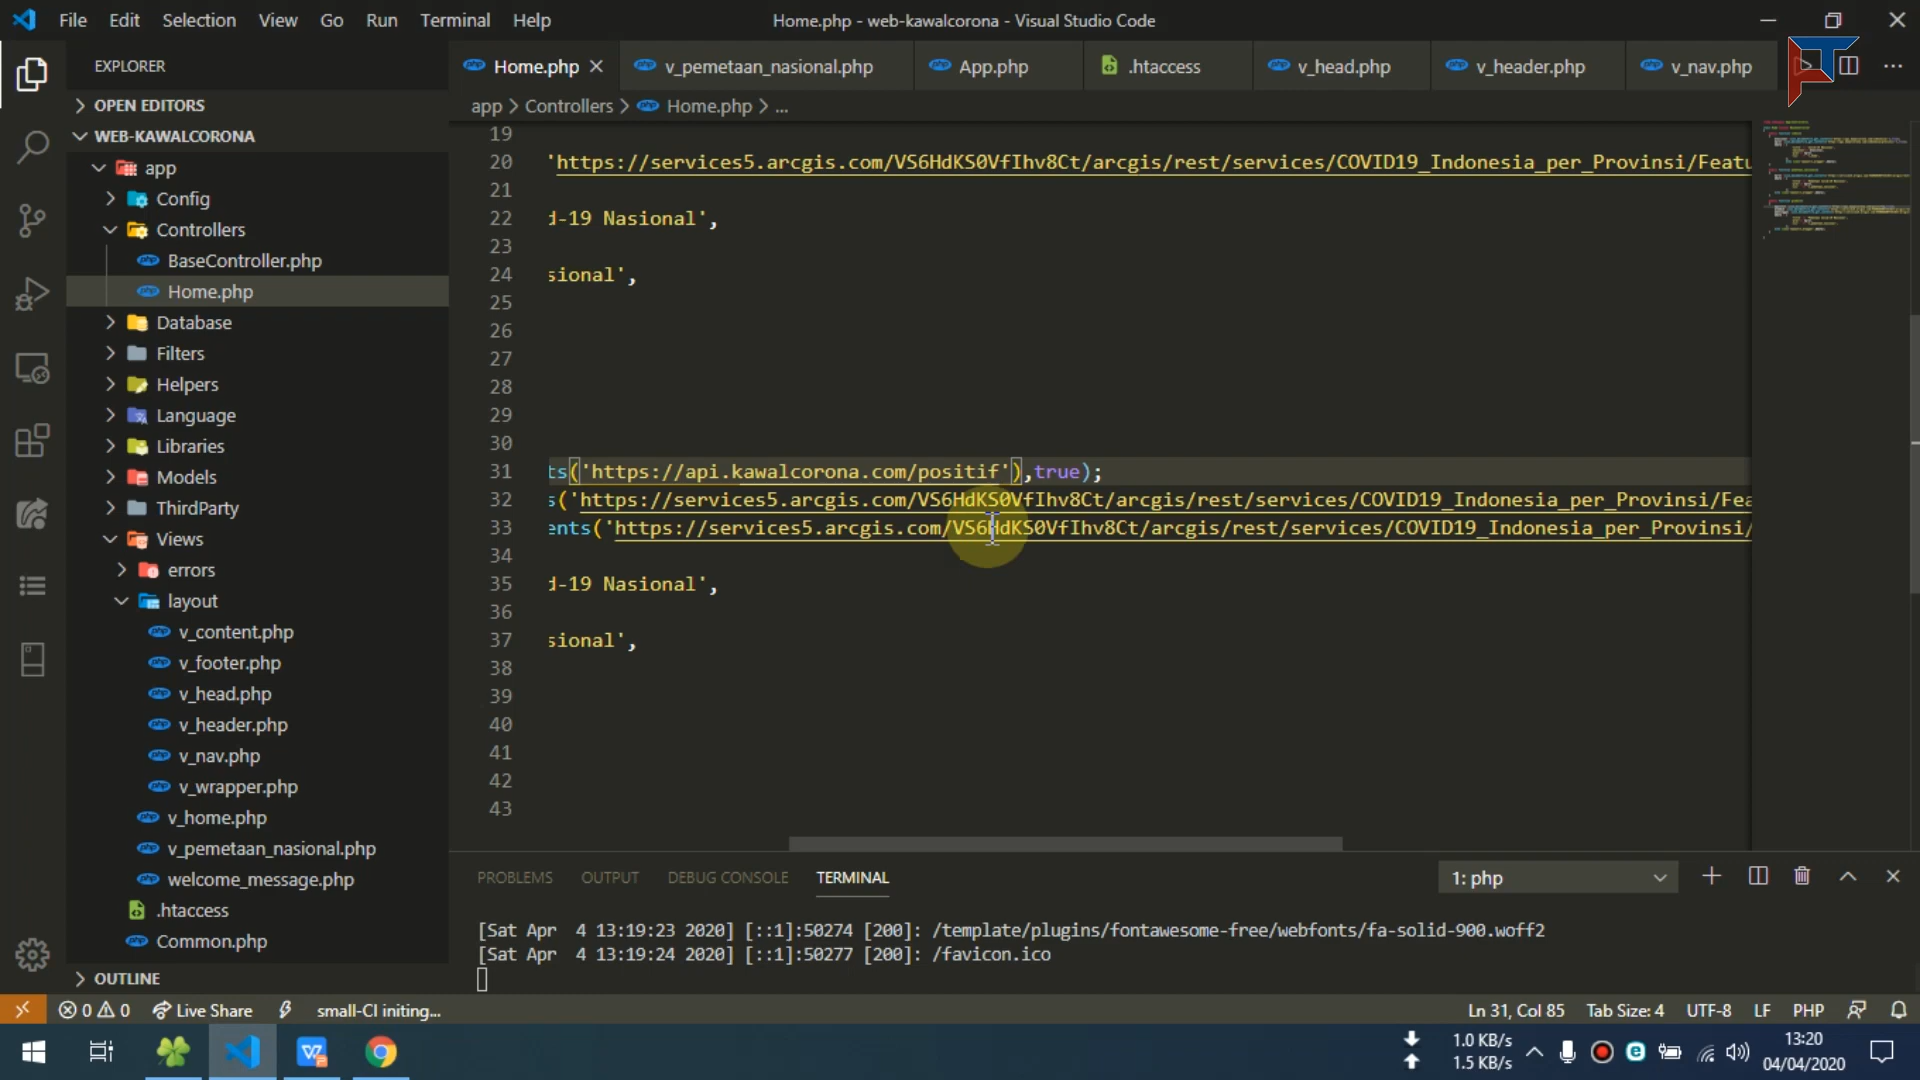 File Edit Selection View Go Run Terminal Help
Home.php - web-kawalcorona - Visual Studio Code
EXPLORER
OPEN EDITORS
WEB-KAWALCORONA
app
Config
Controllers
BaseController.php
Home.php
Database
Filters
Helpers
Language
Libraries
Models
ThirdParty
Views
errors
layout
v_content.php
v_footer.php
v_head.php
v_header.php
v_nav.php
v_wrapper.php
v_home.php
v_pemetaan_nasional.php
welcome_message.php
.htaccess
Common.php
OUTLINE
Home.php v_pemetaan_nasional.php App.php .htaccess v_head.php v_header.php v_nav.php
app > Controllers > Home.php > ...
19
20 'https://services5.arcgis.com/VS6HdKS0VfIhv8Ct/arcgis/rest/services/COVID19_Indonesia_per_Provinsi/Featu
21
22 d-19 Nasional',
23
24 sional',
25
26
27
28
29
30
31 ts('https://api.kawalcorona.com/positif'),true);
32 s('https://services5.arcgis.com/VS6HdKS0VfIhv8Ct/arcgis/rest/services/COVID19_Indonesia_per_Provinsi/Fea
33 ents('https://services5.arcgis.com/VS6HdKS0VfIhv8Ct/arcgis/rest/services/COVID19_Indonesia_per_Provinsi/
34
35 d-19 Nasional',
36
37 sional',
38
39
40
41
42
43
PROBLEMS OUTPUT DEBUG CONSOLE TERMINAL 1: php
[Sat Apr  4 13:19:23 2020] [::1]:50274 [200]: /template/plugins/fontawesome-free/webfonts/fa-solid-900.woff2
[Sat Apr  4 13:19:24 2020] [::1]:50277 [200]: /favicon.ico
0 0 Live Share small-CI initing... Ln 31, Col 85 Tab Size: 4 UTF-8 LF PHP
1.0 KB/s
1.5 KB/s
13:20
04/04/2020